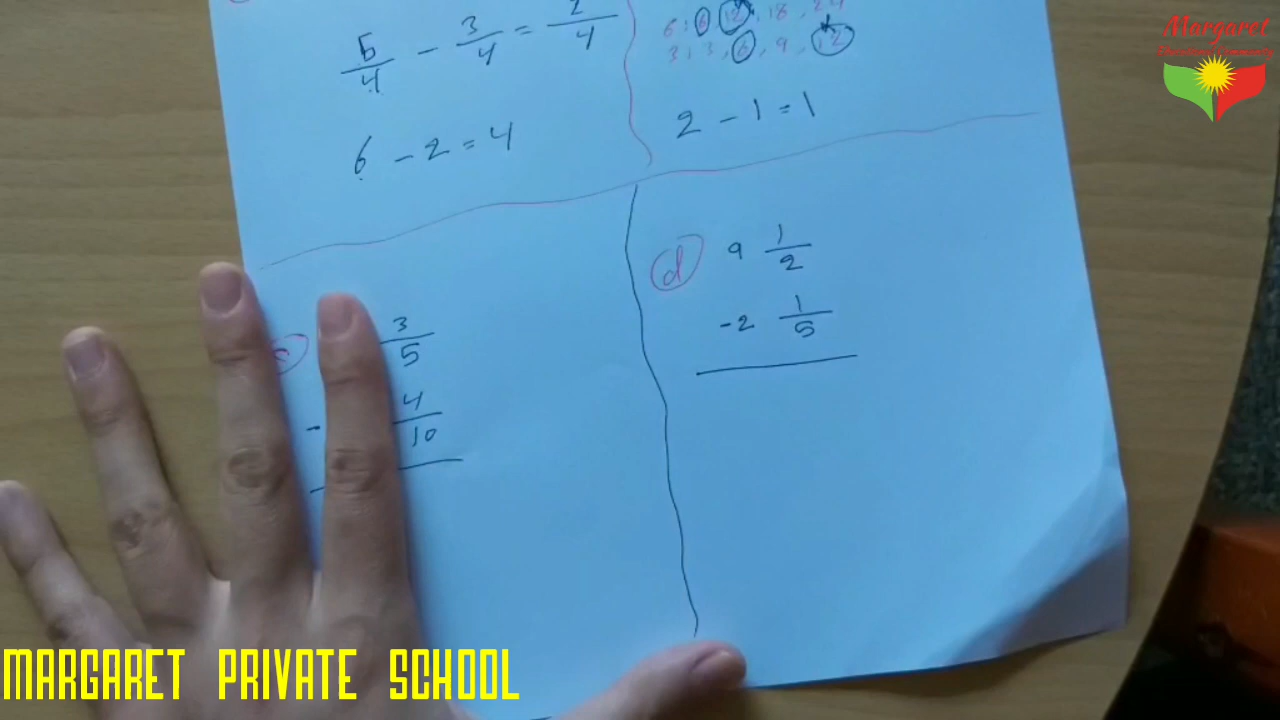 5/4 - 3/4 = 2/4
6 - 2 = 4
6: 6, 12, 18, 24
3: 3, 6, 9, 12
2 - 1 = 1
c 3/5
- 4/10
d 9 1/2
-2 1/5
Margaret
MARGARET PRIVATE SCHOOL